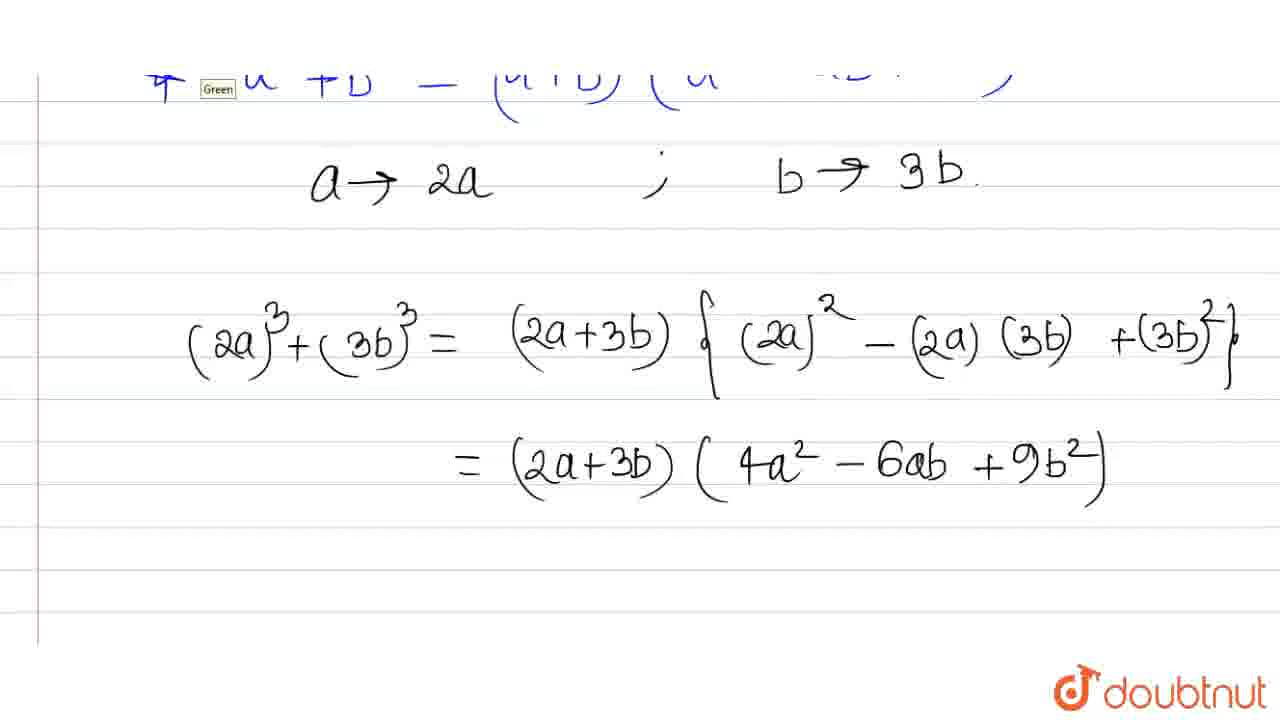 Green
a → 2a ; b → 3b.
(2a)³ + (3b)³ = (2a+3b) { (2a)² - (2a) (3b) + (3b)² }
= (2a+3b) ( 4a² - 6ab + 9b² )
doubtnut